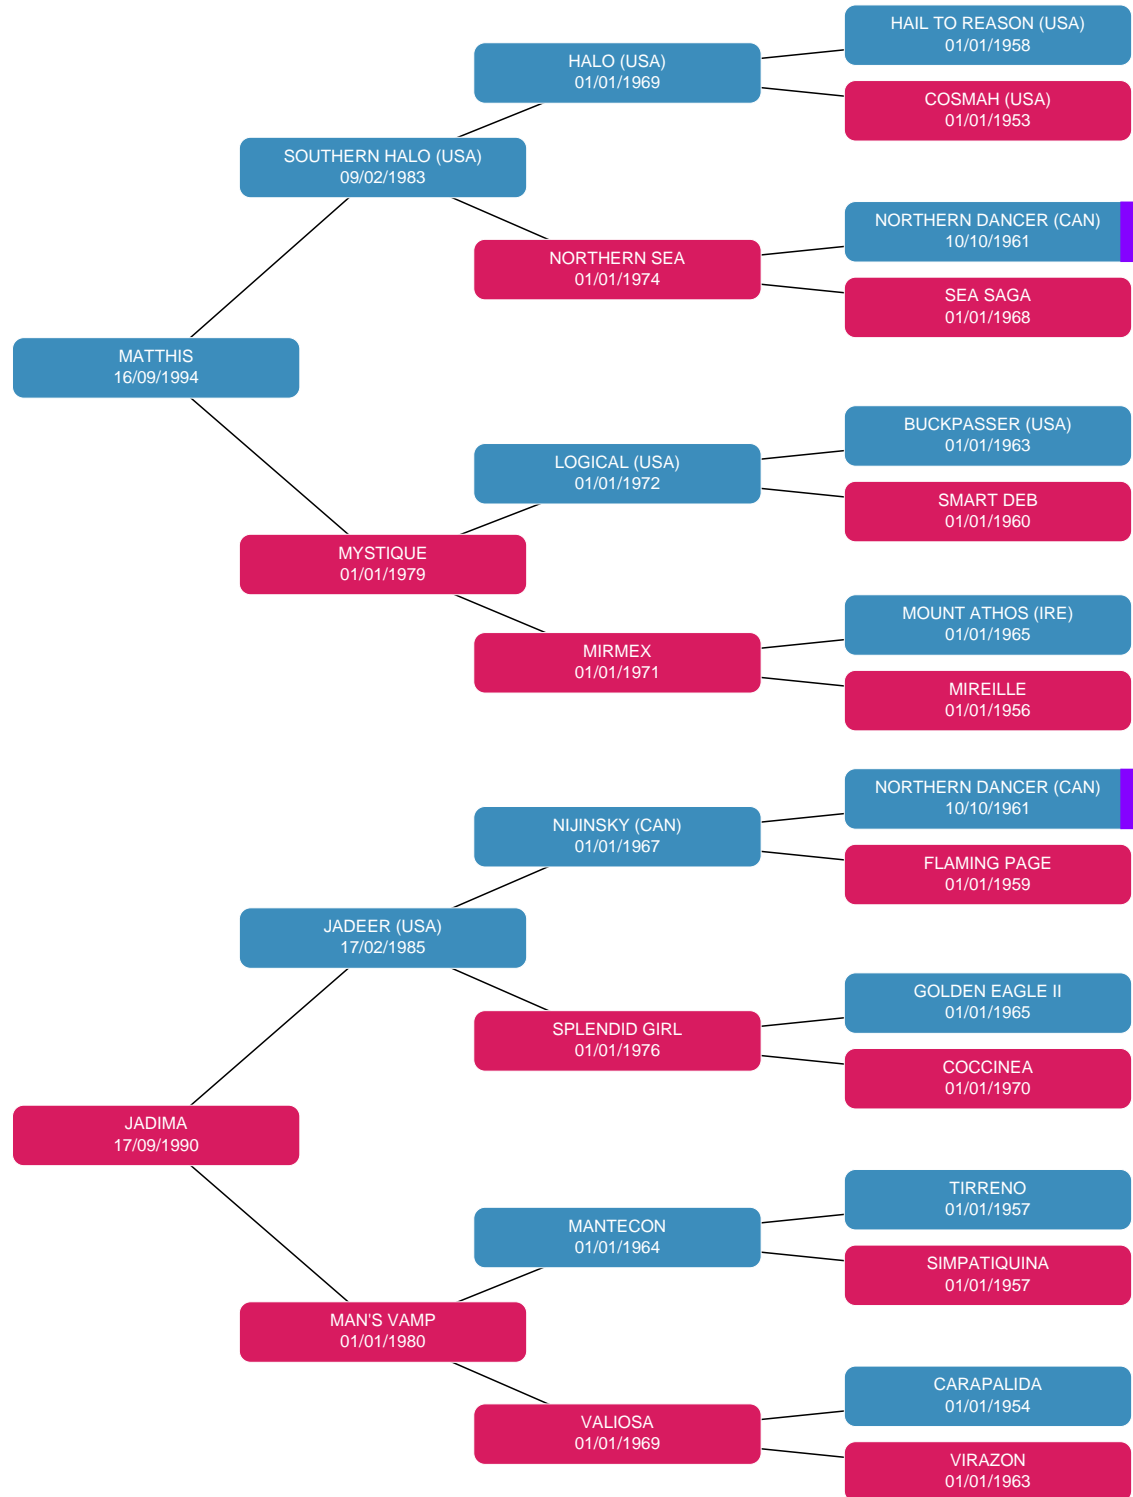 HAIL TO REASON (USA)
01/01/1958
HALO (USA)
01/01/1969
COSMAH (USA)
01/01/1953
SOUTHERN HALO (USA)
09/02/1983
NORTHERN DANCER (CAN)
10/10/1961
NORTHERN SEA
01/01/1974
SEA SAGA
01/01/1968
MATTHIS
16/09/1994
BUCKPASSER (USA)
01/01/1963
LOGICAL (USA)
01/01/1972
SMART DEB
01/01/1960
MYSTIQUE
01/01/1979
MOUNT ATHOS (IRE)
01/01/1965
MIRMEX
01/01/1971
MIREILLE
01/01/1956
NORTHERN DANCER (CAN)
10/10/1961
NIJINSKY (CAN)
01/01/1967
FLAMING PAGE
01/01/1959
JADEER (USA)
17/02/1985
GOLDEN EAGLE II
01/01/1965
SPLENDID GIRL
01/01/1976
COCCINEA
01/01/1970
JADIMA
17/09/1990
TIRRENO
01/01/1957
MANTECON
01/01/1964
SIMPATIQUINA
01/01/1957
MAN'S VAMP
01/01/1980
CARAPALIDA
01/01/1954
VALIOSA
01/01/1969
VIRAZON
01/01/1963